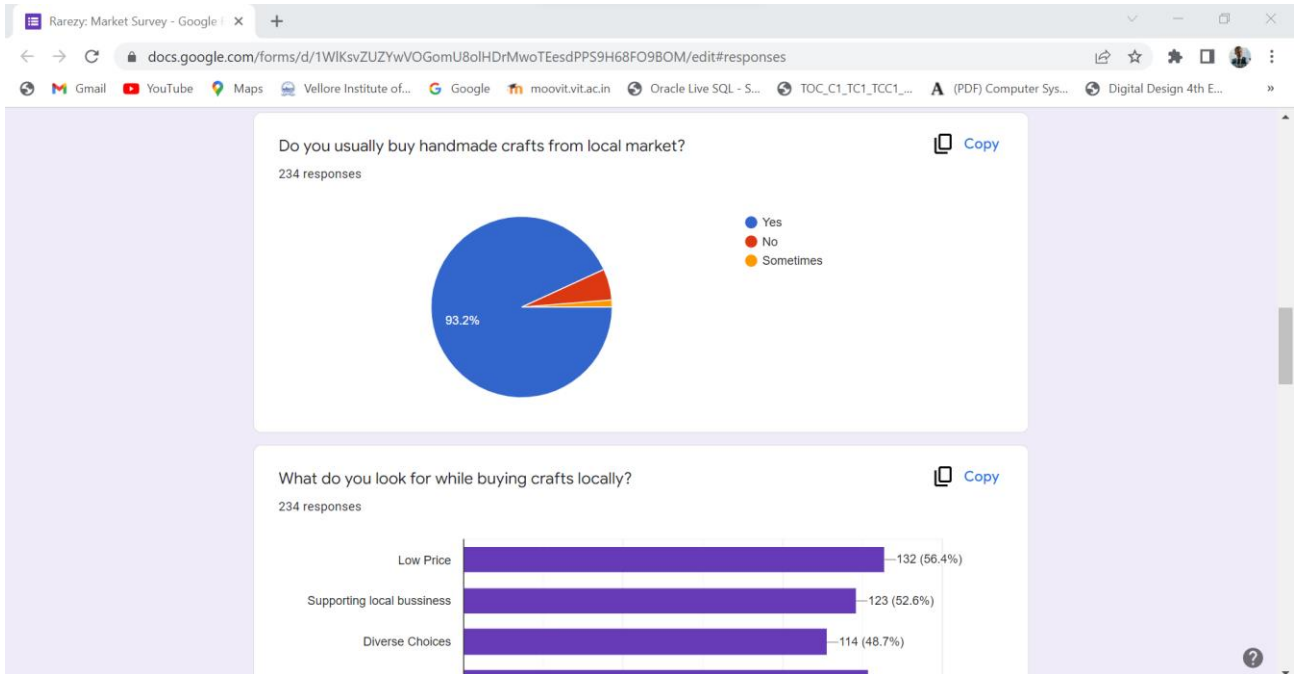 Rarezy: Market Survey - Google
docs.google.com/forms/d/1WlKsvZUZYwVOGomU8olHDrMwoTEesdPPS9H68FO9BOM/edit#responses
Gmail YouTube Maps Vellore Institute of... Google moovit.vit.ac.in Oracle Live SQL - S... TOC_C1_TC1_TCC1_... (PDF) Computer Sys... Digital Design 4th E... »
Do you usually buy handmade crafts from local market?
Copy
234 responses
Yes
No
Sometimes
93.2%
What do you look for while buying crafts locally?
Copy
234 responses
Low Price 132 (56.4%)
Supporting local bussiness 123 (52.6%)
Diverse Choices 114 (48.7%)